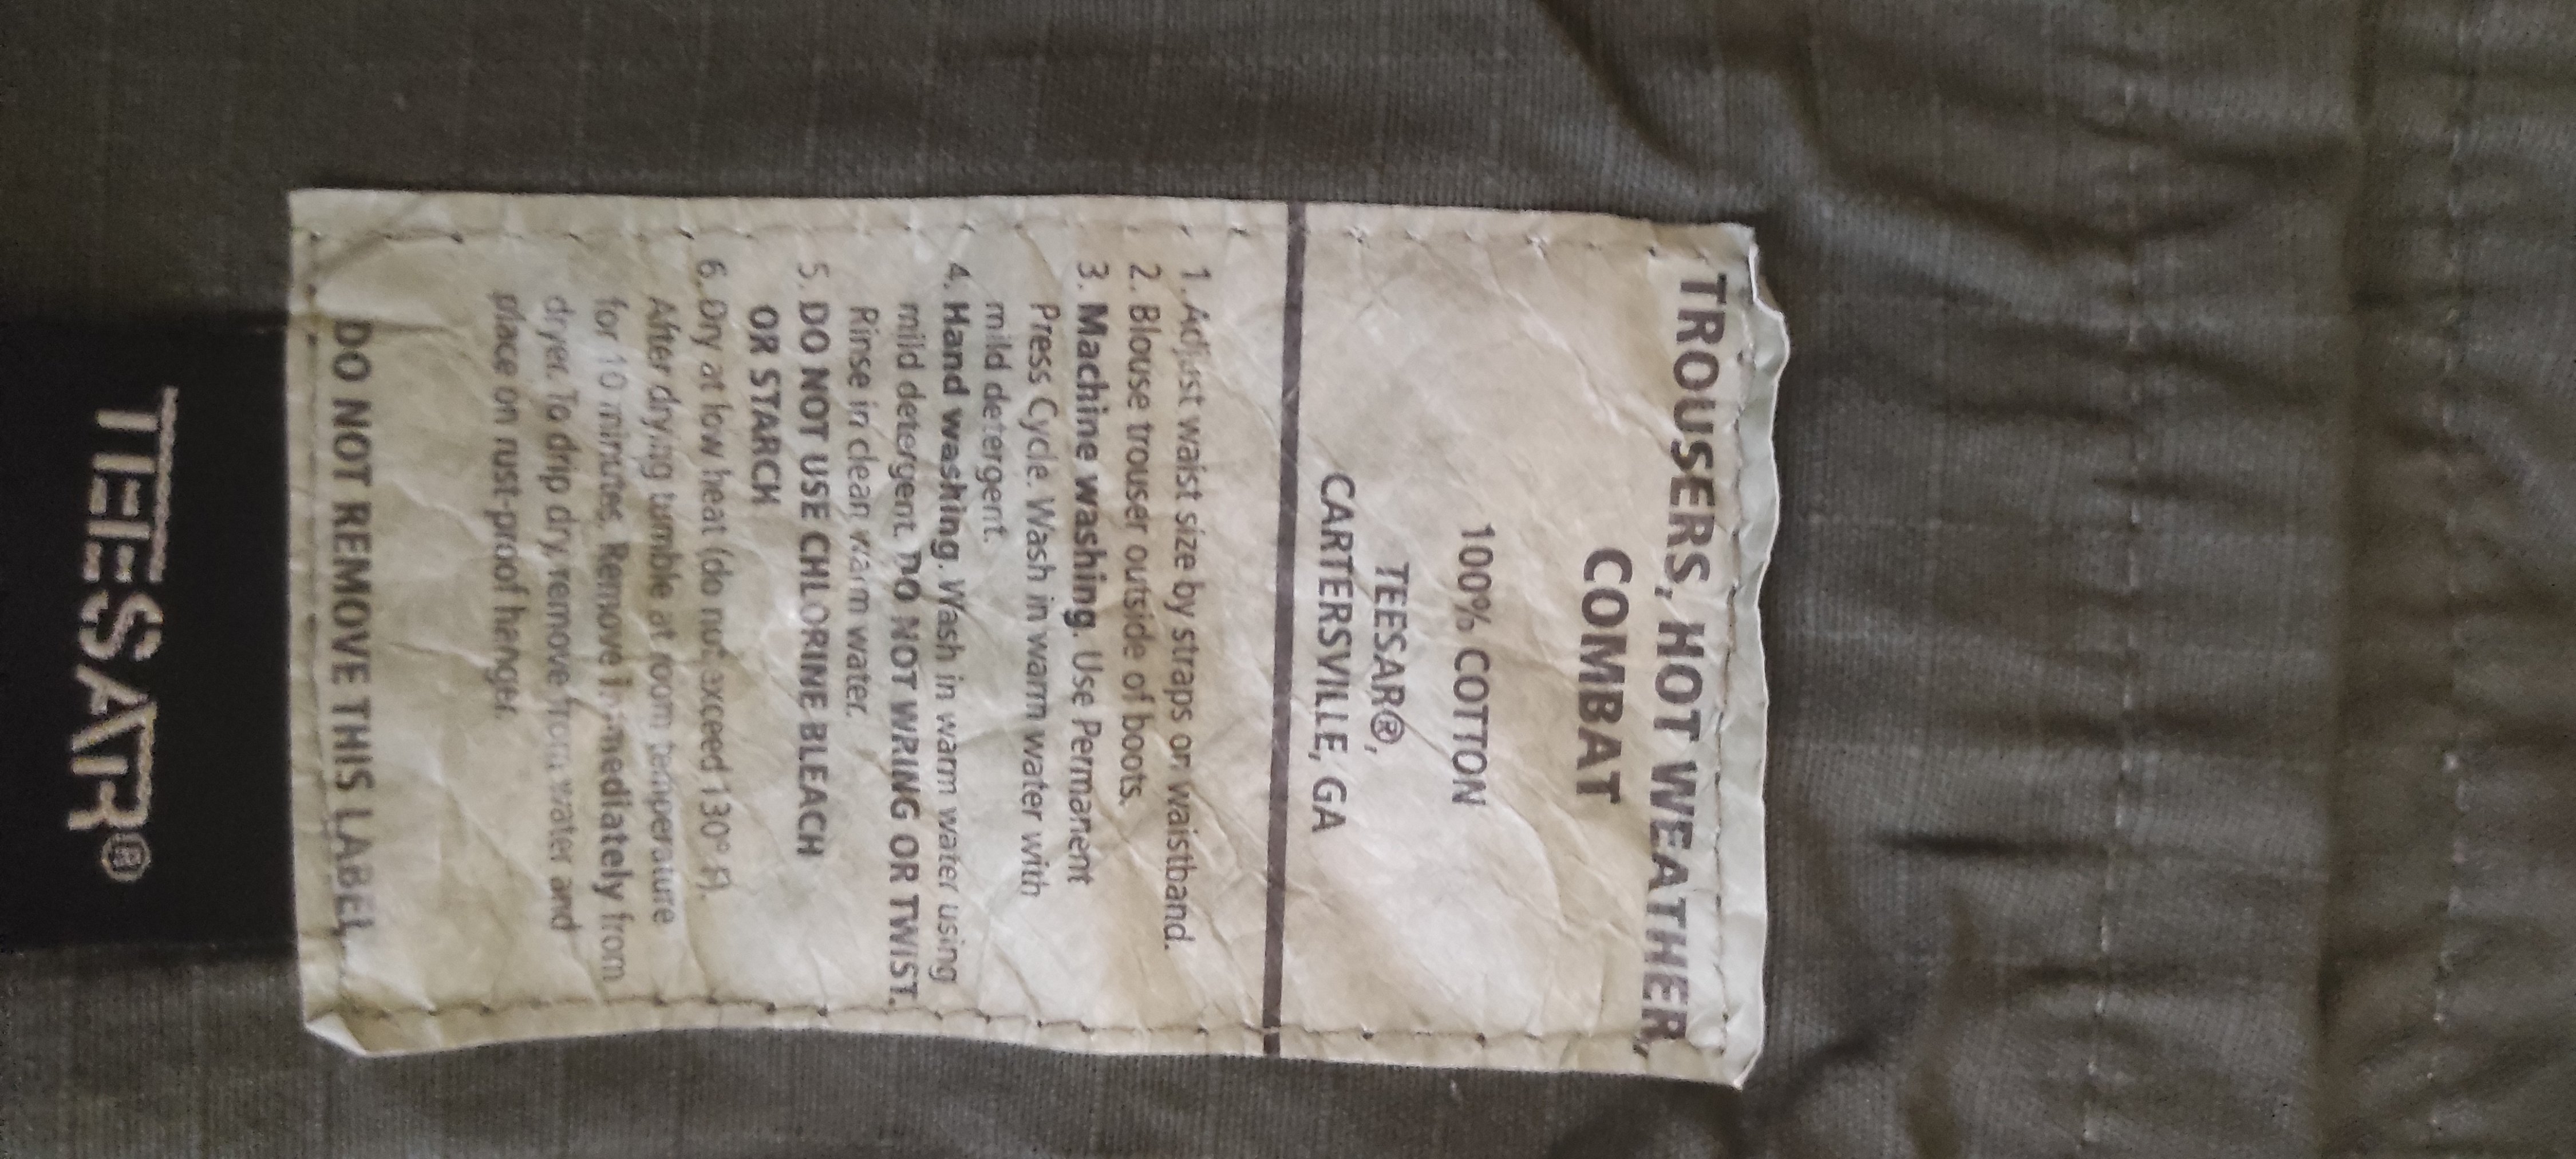 TROUSERS, HOT WEATHER,
COMBAT
100% COTTON
TEESAR®,
CARTERSVILLE, GA
1. Adjust waist size by straps on waistband.
2. Blouse trouser outside of boots.
3. Machine washing. Use Permanent
Press Cycle. Wash in warm water with
mild detergent.
4. Hand washing. Wash in warm water using
mild detergent. DO NOT WRING OR TWIST.
Rinse in clean warm water.
5. DO NOT USE CHLORINE BLEACH
OR STARCH
6. Dry at low heat (do not exceed 130° F).
After drying tumble at room temperature
for 10 minutes. Remove immediately from
dryer. To drip dry, remove from water and
place on rust-proof hanger.
DO NOT REMOVE THIS LABEL
TEESAR®